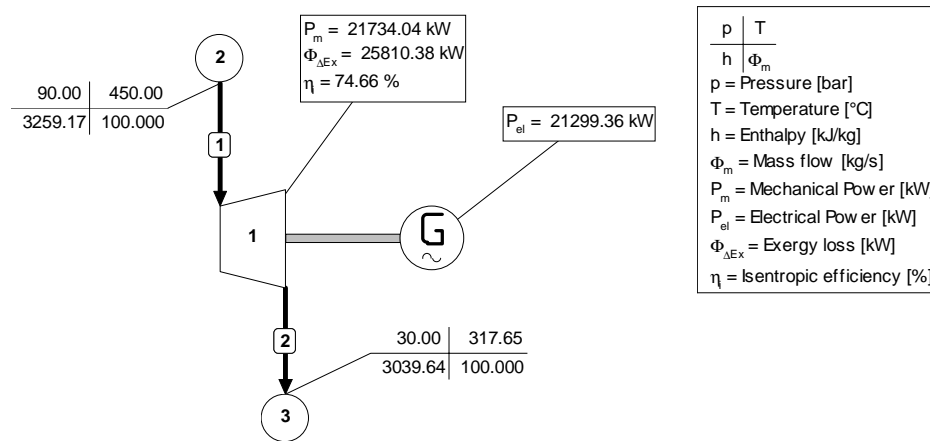 P_m = 21734.04 kW
Φ_ΔEx = 25810.38 kW
η_i = 74.66 %
2
90.00 450.00
3259.17 100.000
P_el = 21299.36 kW
1
1
G
~
2
30.00 317.65
3039.64 100.000
3
p T
h Φ_m
p = Pressure [bar]
T = Temperature [°C]
h = Enthalpy [kJ/kg]
Φ_m = Mass flow [kg/s]
P_m = Mechanical Power [kW
P_el = Electrical Power [kW]
Φ_ΔEx = Exergy loss [kW]
η_i = Isentropic efficiency [%]